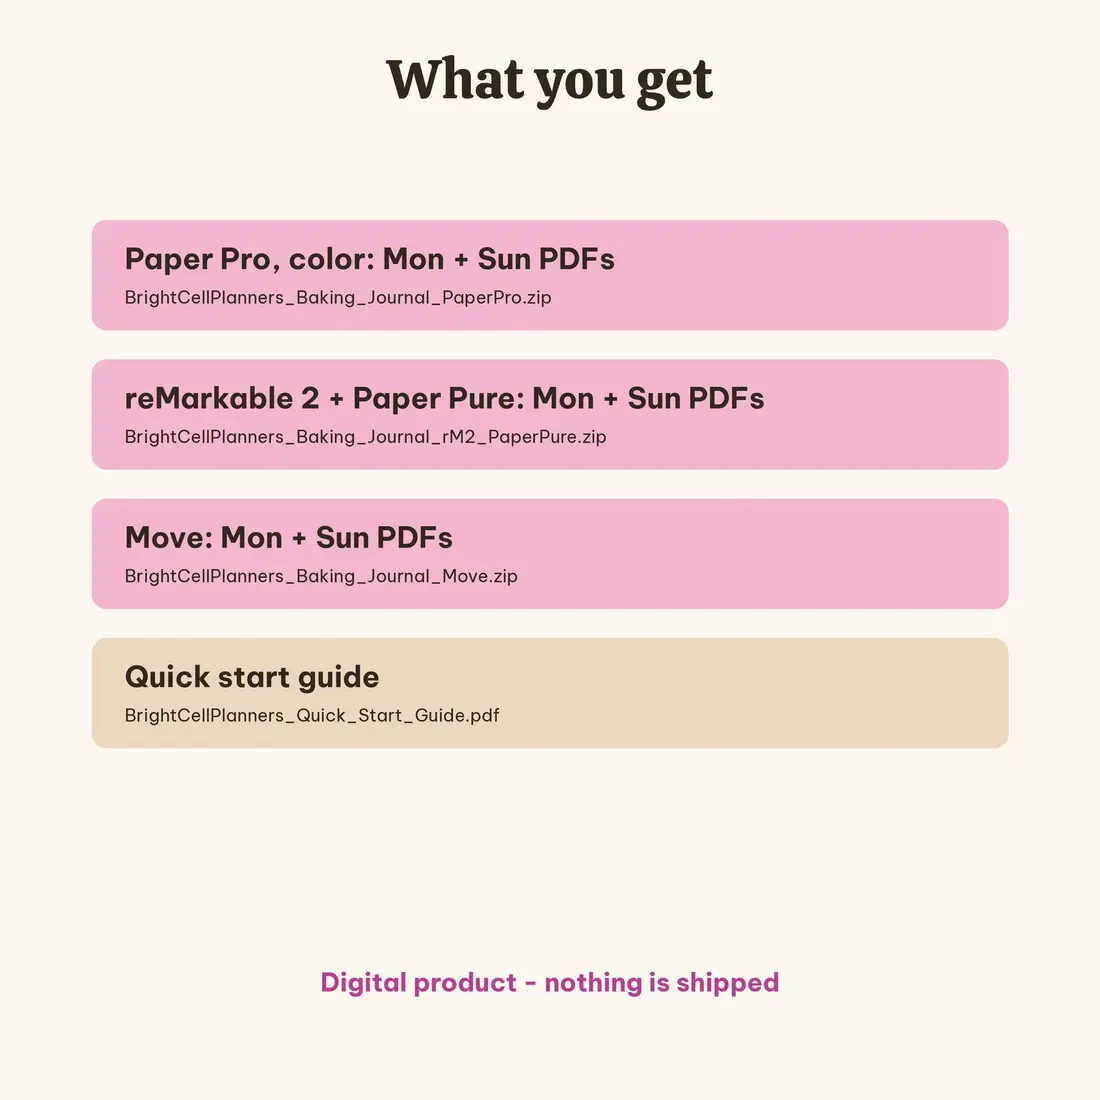 What you get
Paper Pro, color: Mon + Sun PDFs
BrightCellPlanners_Baking_Journal_PaperPro.zip
reMarkable 2 + Paper Pure: Mon + Sun PDFs
BrightCellPlanners_Baking_Journal_rM2_PaperPure.zip
Move: Mon + Sun PDFs
BrightCellPlanners_Baking_Journal_Move.zip
Quick start guide
BrightCellPlanners_Quick_Start_Guide.pdf
Digital product - nothing is shipped